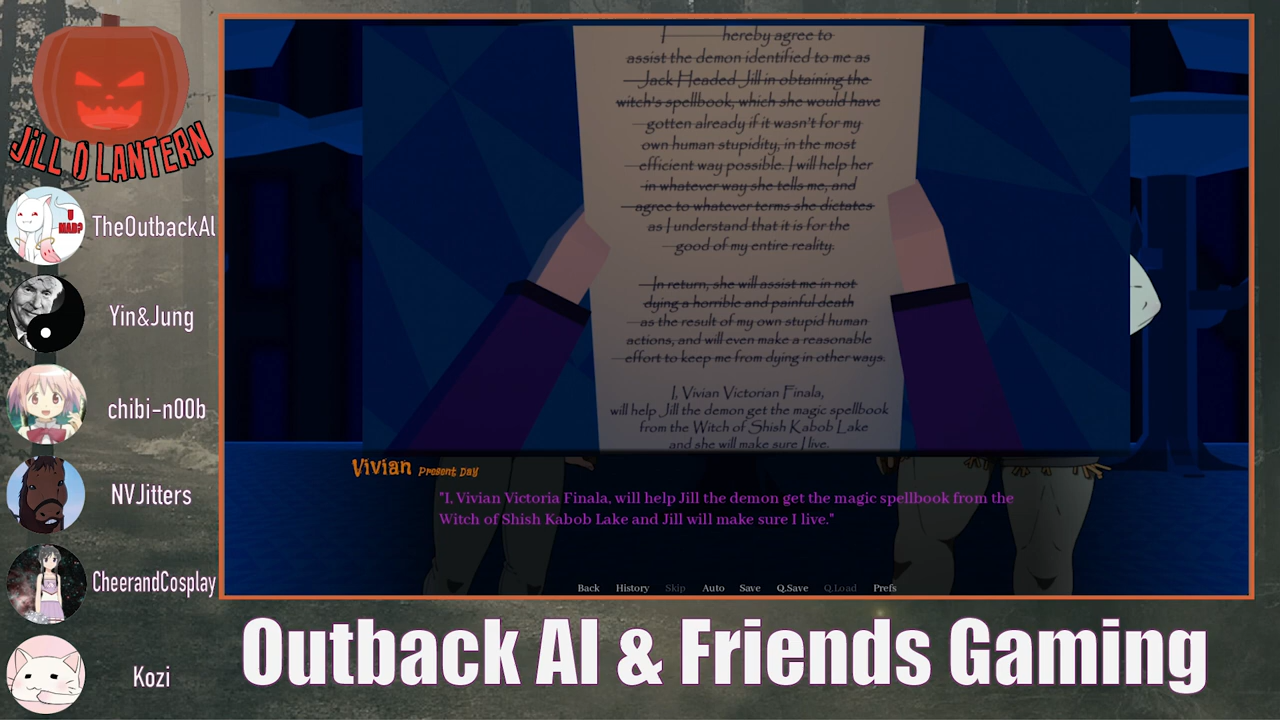 JiLL O LANTERN
U
MAD?
TheOutbackAI
Yin&Jung
chibi-n00b
NVJitters
CheerandCosplay
Kozi
I hereby agree to
assist the demon identified to me as
Jack Headed Jill in obtaining the
witch's spellbook, which she would have
gotten already if it wasn't for my
own human stupidity, in the most
efficient way possible. I will help her
in whatever way she tells me, and
agree to whatever terms she dictates
as I understand that it is for the
good of my entire reality.
In return, she will assist me in not
dying a horrible and painful death
as the result of my own stupid human
actions, and will even make a reasonable
effort to keep me from dying in other ways.
I, Vivian Victorian Finala,
will help Jill the demon get the magic spellbook
from the Witch of Shish Kabob Lake
and she will make sure I live.
Vivian Present Day
"I, Vivian Victoria Finala, will help Jill the demon get the magic spellbook from the
Witch of Shish Kabob Lake and Jill will make sure I live."
Back History Skip Auto Save Q.Save Q.Load Prefs
Outback AI & Friends Gaming